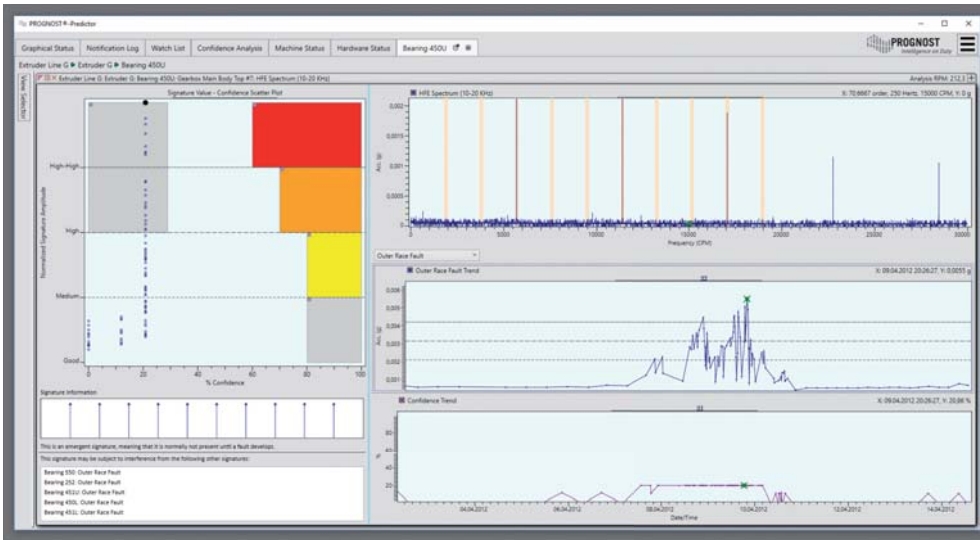 PROGNOST®-Predictor
Graphical Status Notification Log Watch List Confidence Analysis Machine Status Hardware Status Bearing 450U
PROGNOST
Intelligence on Duty
Extruder Line G Extruder G Bearing 450U
View Selector
Extruder Line G: Extruder G: Bearing 450U: Gearbox Main Body Top #7: HFE Spectrum (10-20 KHz)
Analysis RPM: 212,3
Signature Value - Confidence Scatter Plot
Normalized Signature Amplitude
High-High
High
Medium
Good
0 20 40 60 80 100
% Confidence
Signature Information
This is an emergent signature, meaning that it is normally not present until a fault develops.
This signature may be subject to interference from the following other signatures:
Bearing 550: Outer Race Fault
Bearing 252: Outer Race Fault
Bearing 452U: Outer Race Fault
Bearing 450L: Outer Race Fault
Bearing 451L: Outer Race Fault
HFE Spectrum (10-20 KHz)
X: 70,6667 order, 250 Hertz, 15000 CPM, Y: 0 g
Acc. (g)
0,002
0,0015
0,001
0,0005
0
0 5000 10000 15000 20000 25000 30000
Frequency (CPM)
Outer Race Fault
Outer Race Fault Trend
X: 09.04.2012 20:26:27, Y: 0,0055 g
Acc. (g)
0,006
0,005
0,004
0,003
0,002
0,001
Confidence Trend
X: 09.04.2012 20:26:27, Y: 20,86 %
%
80
60
40
20
04.04.2012 06.04.2012 08.04.2012 10.04.2012 12.04.2012 14.04.2012
Date/Time